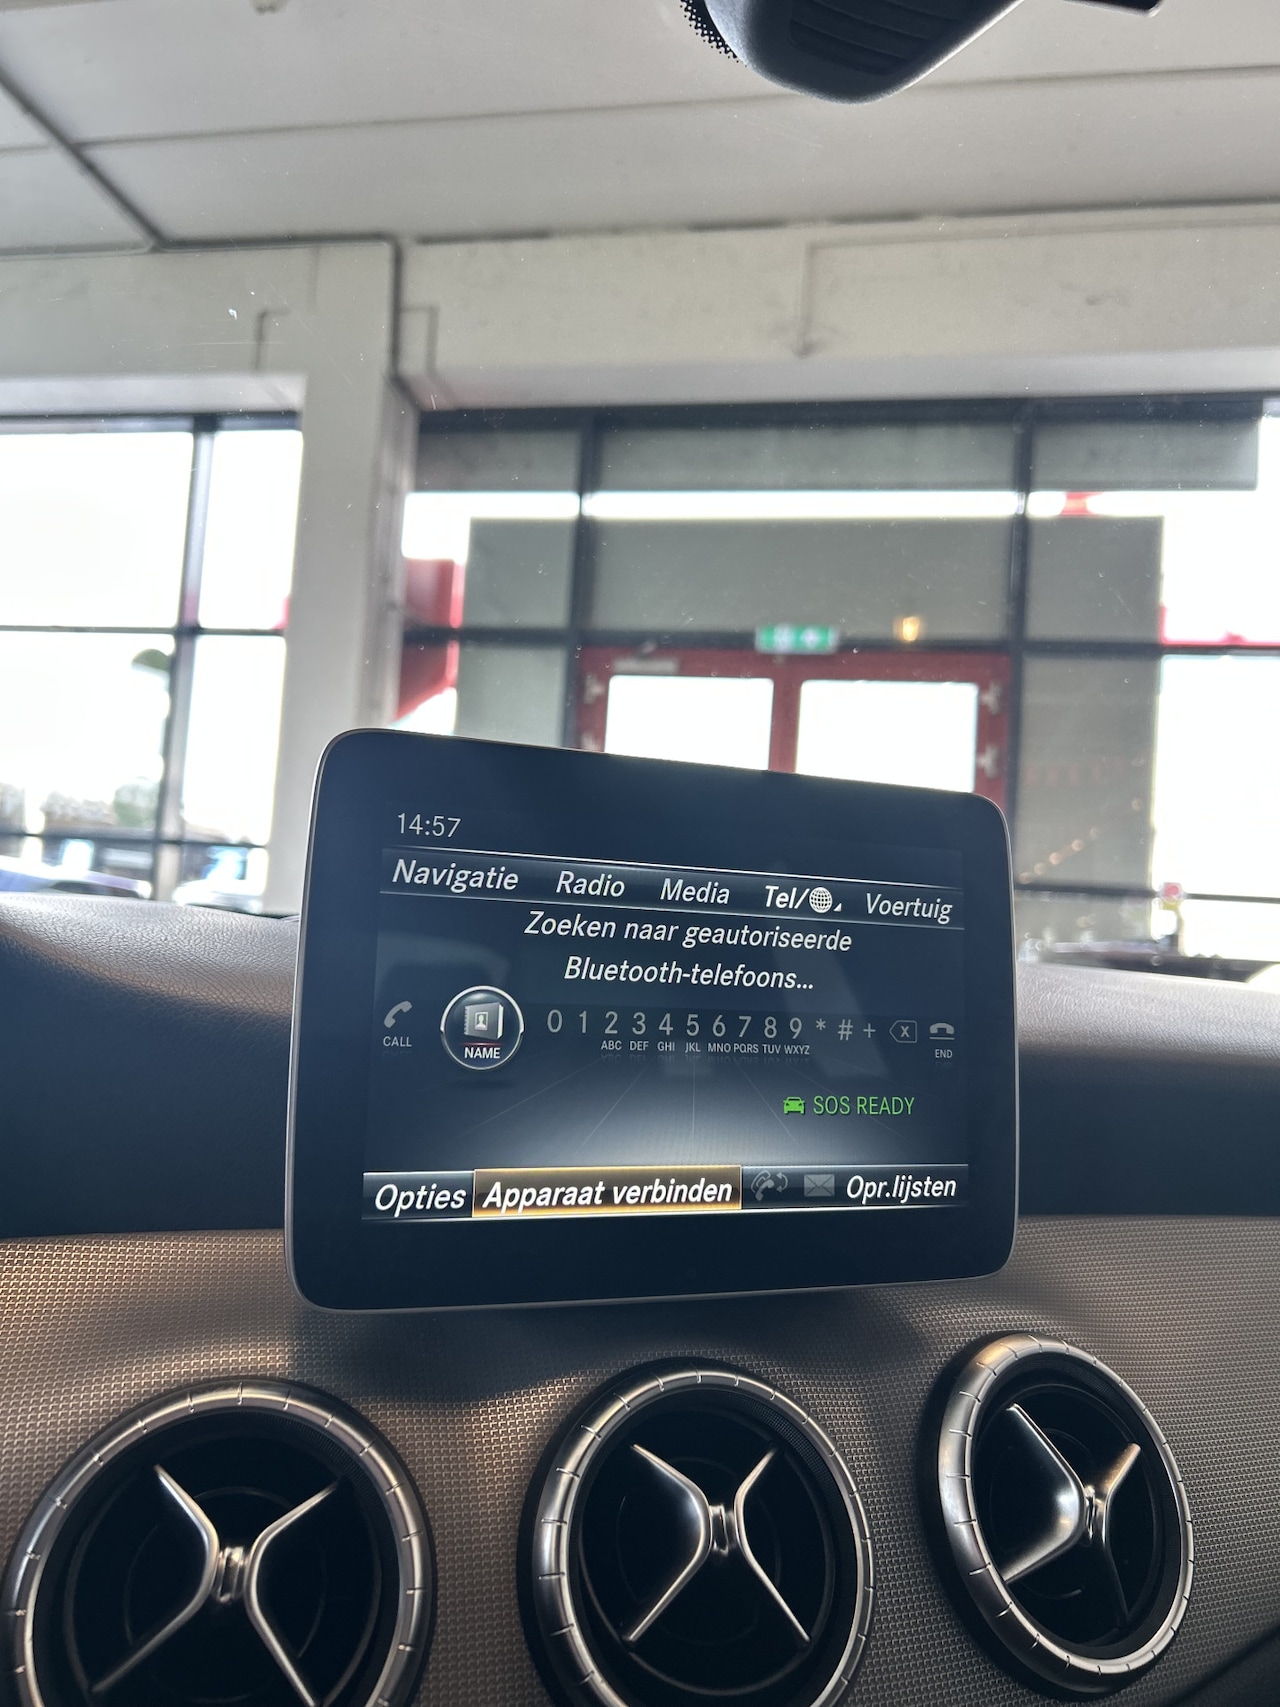 14:57
Navigatie Radio Media Tel/ Voertuig
Zoeken naar geautoriseerde
Bluetooth-telefoons...
CALL NAME 0 1 2 3 4 5 6 7 8 9 * # + END
ABC DEF GHI JKL MNO PQRS TUV WXYZ
SOS READY
Opties Apparaat verbinden Opr.lijsten